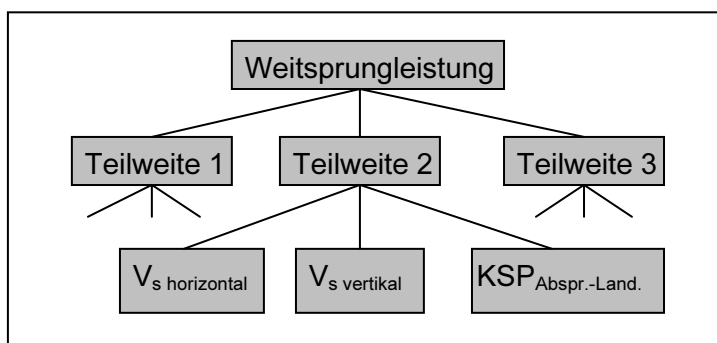 Weitsprungleistung
Teilweite 1 Teilweite 2 Teilweite 3
Vs horizontal Vs vertikal KSPAbspr.-Land.